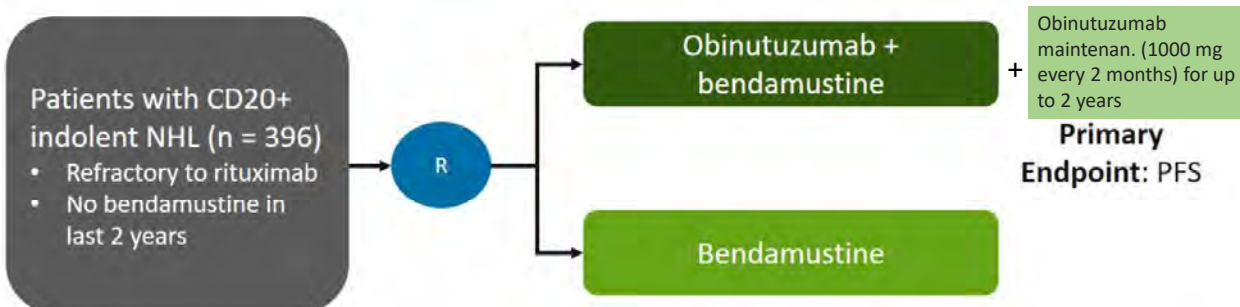 Patients with CD20+
indolent NHL (n = 396)
• Refractory to rituximab
• No bendamustine in
last 2 years
R
Obinutuzumab +
bendamustine
+
Obinutuzumab
maintenan. (1000 mg
every 2 months) for up
to 2 years
Bendamustine
Primary
Endpoint: PFS